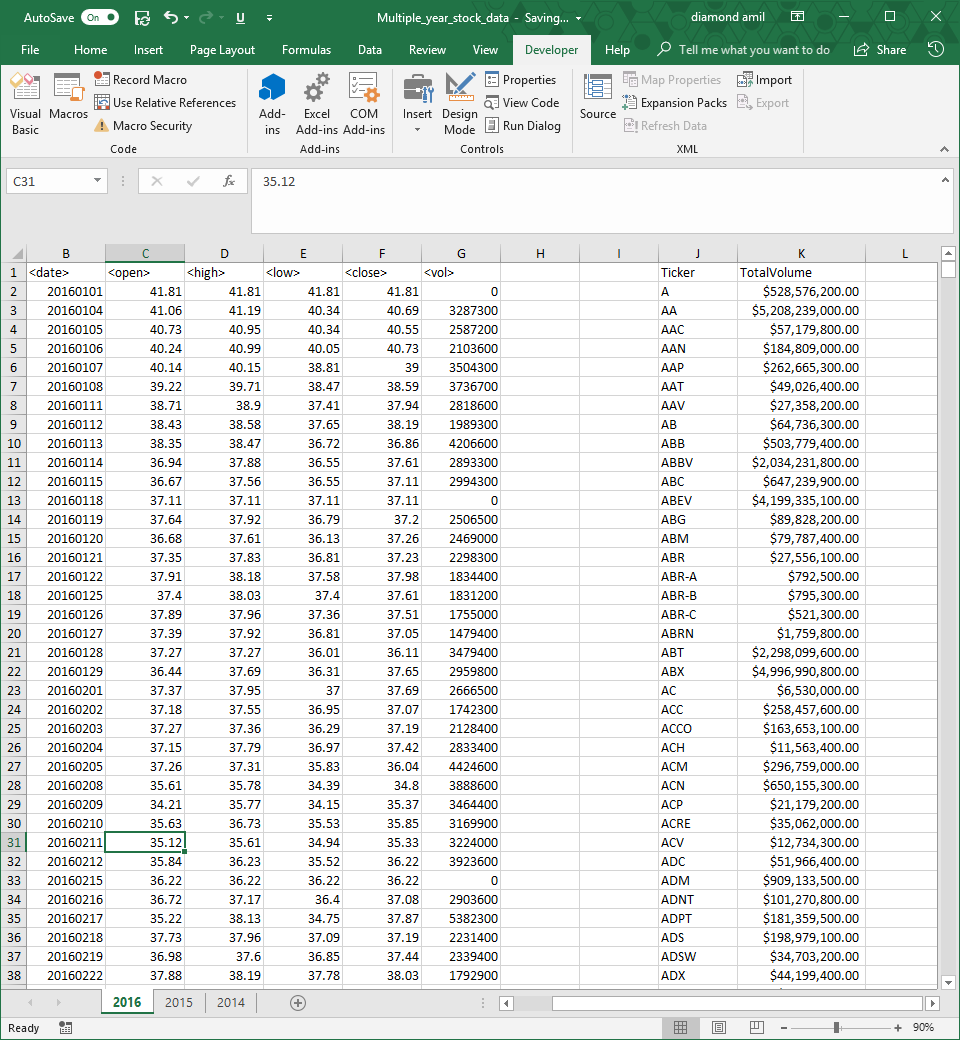 AutoSave On U Multiple_year_stock_data - Saving... diamond amil
File Home Insert Page Layout Formulas Data Review View Developer Help Tell me what you want to do Share
Visual Basic
Macros
Record Macro
Use Relative References
Macro Security
Code
Add-ins
Excel Add-ins
COM Add-ins
Add-ins
Insert
Design Mode
Properties
View Code
Run Dialog
Controls
Source
Map Properties
Expansion Packs
Refresh Data
Import
Export
XML
C31 fx 35.12
B C D E F G H I J K L
1 <date> <open> <high> <low> <close> <vol> Ticker TotalVolume
2 20160101 41.81 41.81 41.81 41.81 0 A $528,576,200.00
3 20160104 41.06 41.19 40.34 40.69 3287300 AA $5,208,239,000.00
4 20160105 40.73 40.95 40.34 40.55 2587200 AAC $57,179,800.00
5 20160106 40.24 40.99 40.05 40.73 2103600 AAN $184,809,000.00
6 20160107 40.14 40.15 38.81 39 3504300 AAP $262,665,300.00
7 20160108 39.22 39.71 38.47 38.59 3736700 AAT $49,026,400.00
8 20160111 38.71 38.9 37.41 37.94 2818600 AAV $27,358,200.00
9 20160112 38.43 38.58 37.65 38.19 1989300 AB $64,736,300.00
10 20160113 38.35 38.47 36.72 36.86 4206600 ABB $503,779,400.00
11 20160114 36.94 37.88 36.55 37.61 2893300 ABBV $2,034,231,800.00
12 20160115 36.67 37.56 36.55 37.11 2994300 ABC $647,239,900.00
13 20160118 37.11 37.11 37.11 37.11 0 ABEV $4,199,335,100.00
14 20160119 37.64 37.92 36.79 37.2 2506500 ABG $89,828,200.00
15 20160120 36.68 37.61 36.13 37.26 2469000 ABM $79,787,400.00
16 20160121 37.35 37.83 36.81 37.23 2298300 ABR $27,556,100.00
17 20160122 37.91 38.18 37.58 37.98 1834400 ABR-A $792,500.00
18 20160125 37.4 38.03 37.4 37.61 1831200 ABR-B $795,300.00
19 20160126 37.89 37.96 37.36 37.51 1755000 ABR-C $521,300.00
20 20160127 37.39 37.92 36.81 37.05 1479400 ABRN $1,759,800.00
21 20160128 37.27 37.27 36.01 36.11 3479400 ABT $2,298,099,600.00
22 20160129 36.44 37.69 36.31 37.65 2959800 ABX $4,996,990,800.00
23 20160201 37.37 37.95 37 37.69 2666500 AC $6,530,000.00
24 20160202 37.18 37.55 36.95 37.07 1742300 ACC $258,457,600.00
25 20160203 37.27 37.36 36.29 37.19 2128400 ACCO $163,653,100.00
26 20160204 37.15 37.79 36.97 37.42 2833400 ACH $11,563,400.00
27 20160205 37.26 37.31 35.83 36.04 4424600 ACM $296,759,000.00
28 20160208 35.61 35.78 34.39 34.8 3888600 ACN $650,155,300.00
29 20160209 34.21 35.77 34.15 35.37 3464400 ACP $21,179,200.00
30 20160210 35.63 36.73 35.53 35.85 3169900 ACRE $35,062,000.00
31 20160211 35.12 35.61 34.94 35.33 3224000 ACV $12,734,300.00
32 20160212 35.84 36.23 35.52 36.22 3923600 ADC $51,966,400.00
33 20160215 36.22 36.22 36.22 36.22 0 ADM $909,133,500.00
34 20160216 36.72 37.17 36.4 37.08 2903600 ADNT $101,270,800.00
35 20160217 35.22 38.13 34.75 37.87 5382300 ADPT $181,359,500.00
36 20160218 37.73 37.96 37.09 37.19 2231400 ADS $198,979,100.00
37 20160219 36.98 37.6 36.85 37.44 2339400 ADSW $34,703,200.00
38 20160222 37.88 38.19 37.78 38.03 1792900 ADX $44,199,400.00
2016 2015 2014
Ready 90%